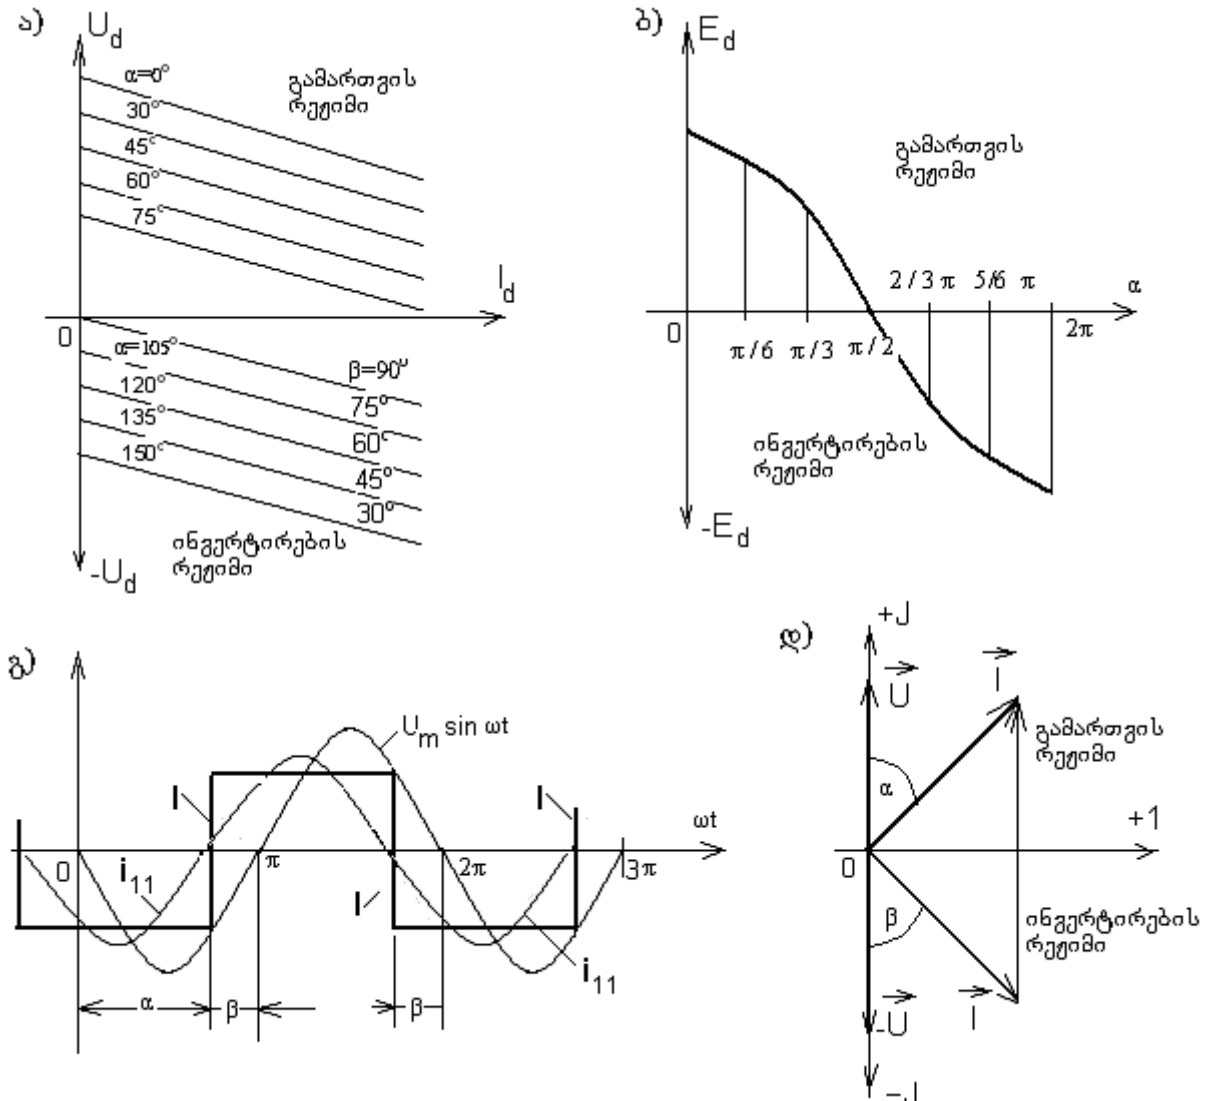 ა)
U_d
α=0°
30°
45°
60°
75°
გამართვის
რეჟიმი
I_d
0
α=105°
120°
135°
150°
β=90°
75°
60°
45°
30°
ინვერტირების
რეჟიმი
-U_d
ბ)
E_d
გამართვის
რეჟიმი
2/3 π
5/6 π
α
0
π/6
π/3
π/2
2π
ინვერტირების
რეჟიმი
-E_d
გ)
U_m sin ωt
I
I
ωt
0
π
2π
3π
i_11
I
i_11
α
β
β
დ)
+J
U
I
გამართვის
რეჟიმი
α
+1
0
β
ინვერტირების
რეჟიმი
-U
I
-J